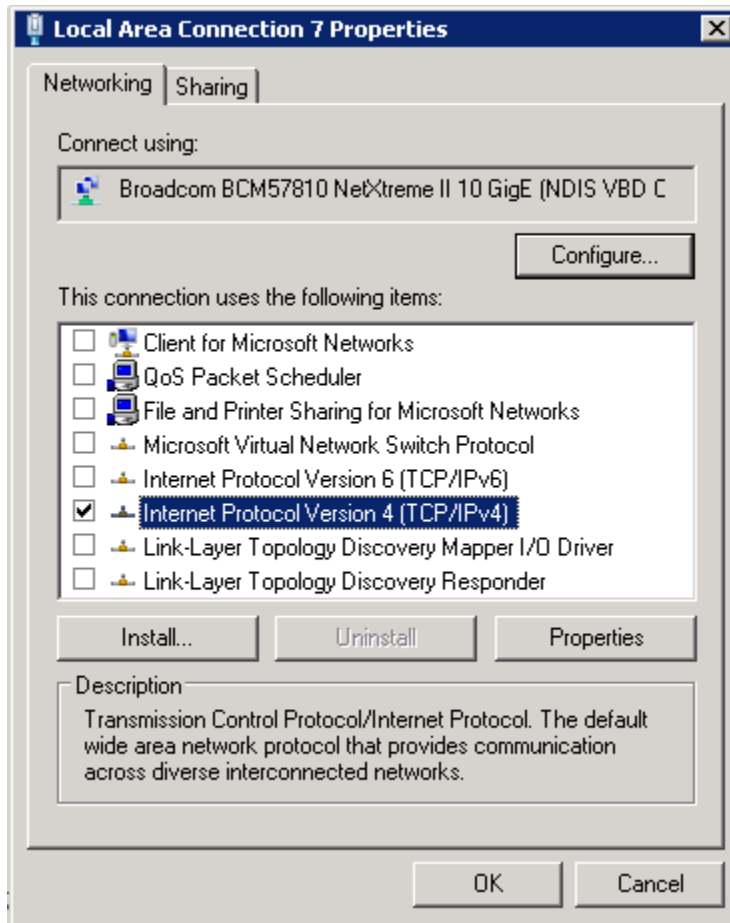 Local Area Connection 7 Properties
Networking
Sharing
Connect using:
Broadcom BCM57810 NetXtreme II 10 GigE (NDIS VBD C
Configure...
This connection uses the following items:
Client for Microsoft Networks
QoS Packet Scheduler
File and Printer Sharing for Microsoft Networks
Microsoft Virtual Network Switch Protocol
Internet Protocol Version 6 (TCP/IPv6)
Internet Protocol Version 4 (TCP/IPv4)
Link-Layer Topology Discovery Mapper I/O Driver
Link-Layer Topology Discovery Responder
Install...
Uninstall
Properties
Description
Transmission Control Protocol/Internet Protocol. The default
wide area network protocol that provides communication
across diverse interconnected networks.
OK
Cancel